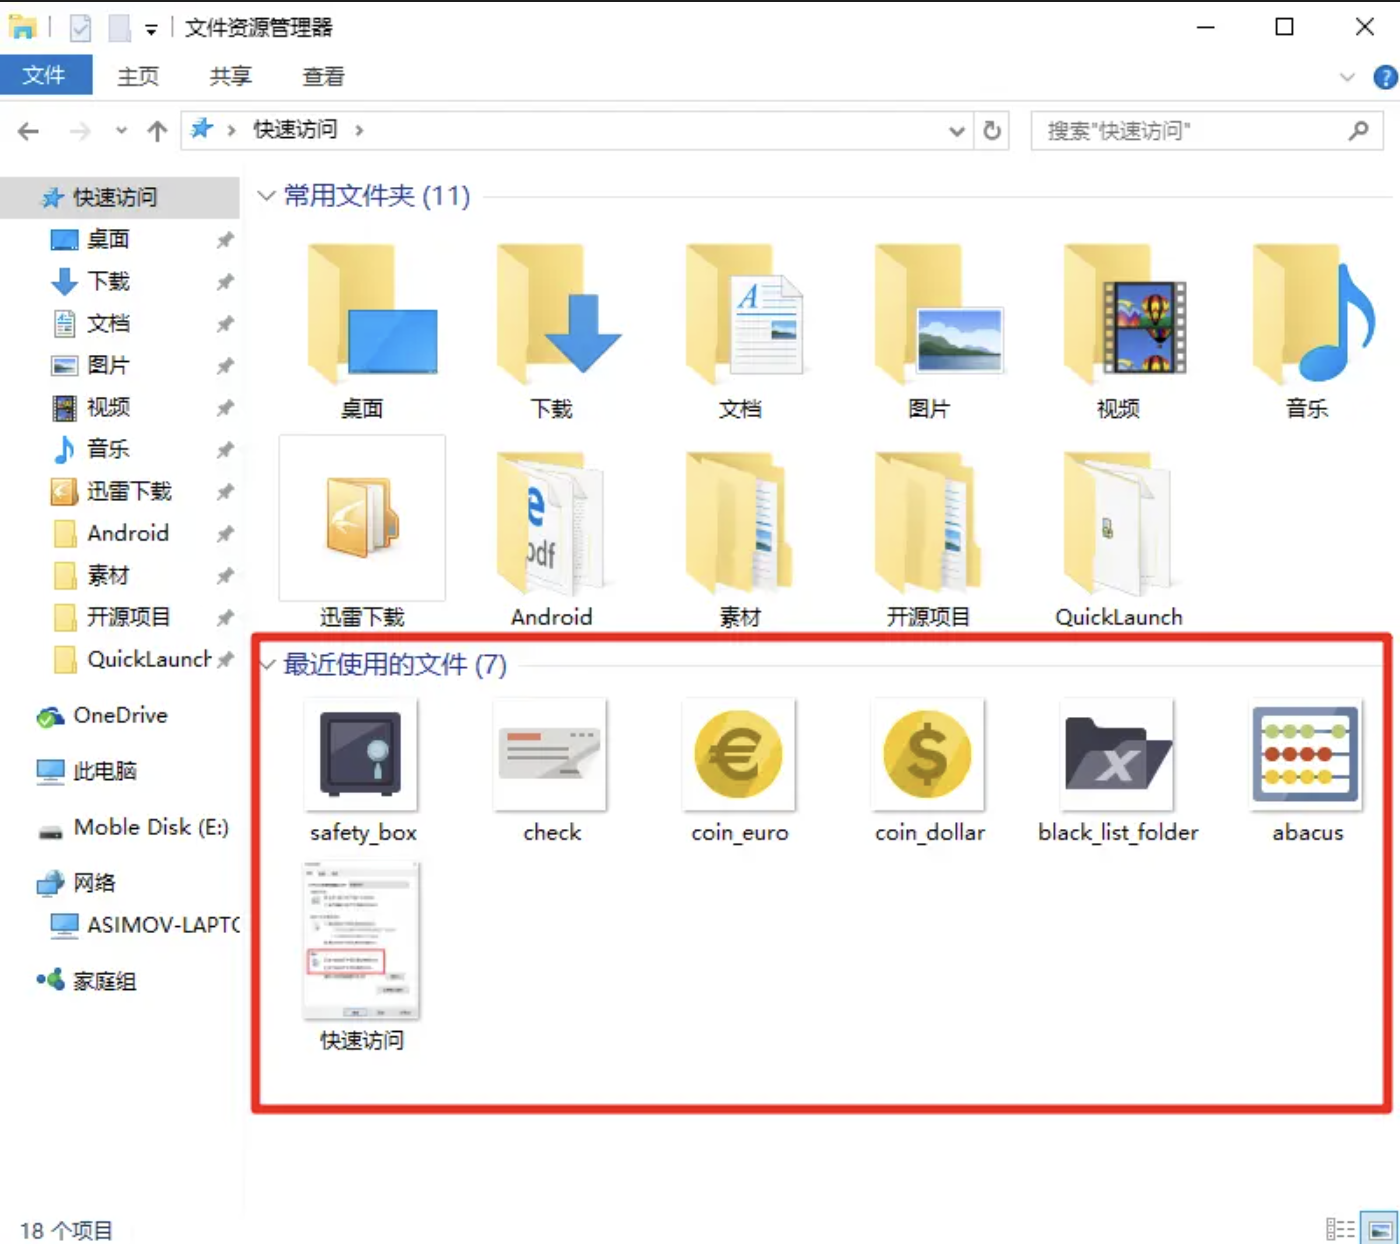 文件资源管理器
文件 主页 共享 查看
快速访问
搜索"快速访问"
快速访问
桌面
下载
文档
图片
视频
音乐
迅雷下载
Android
素材
开源项目
QuickLaunch
OneDrive
此电脑
Moble Disk (E:)
网络
ASIMOV-LAPTO
家庭组
常用文件夹 (11)
桌面 下载 文档 图片 视频 音乐
迅雷下载 Android 素材 开源项目 QuickLaunch
最近使用的文件 (7)
safety_box check coin_euro coin_dollar black_list_folder abacus
快速访问
18 个项目